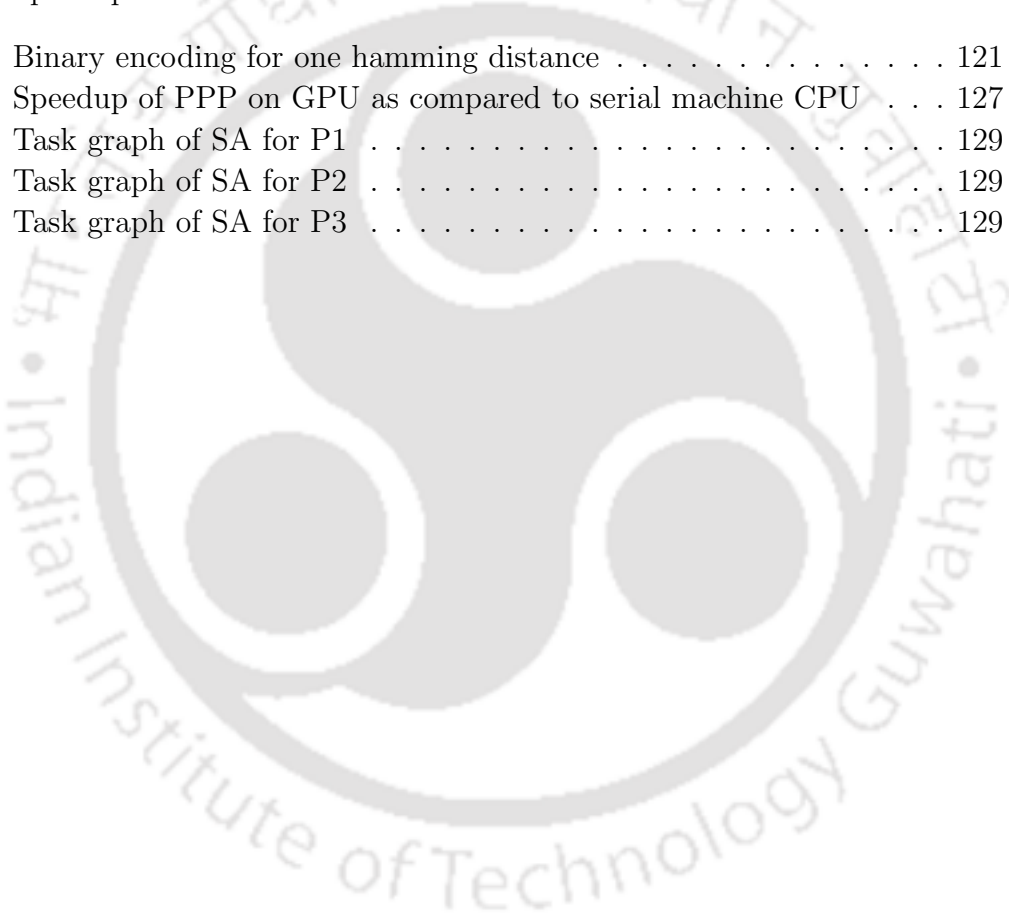 Binary encoding for one hamming distance . . . . . . . . . . . . . . 121
Speedup of PPP on GPU as compared to serial machine CPU . . . 127
Task graph of SA for P1 . . . . . . . . . . . . . . . . . . . . . . . . 129
Task graph of SA for P2 . . . . . . . . . . . . . . . . . . . . . . . . 129
Task graph of SA for P3 . . . . . . . . . . . . . . . . . . . . . . . . 129
Indian Institute of Technology Guwahati